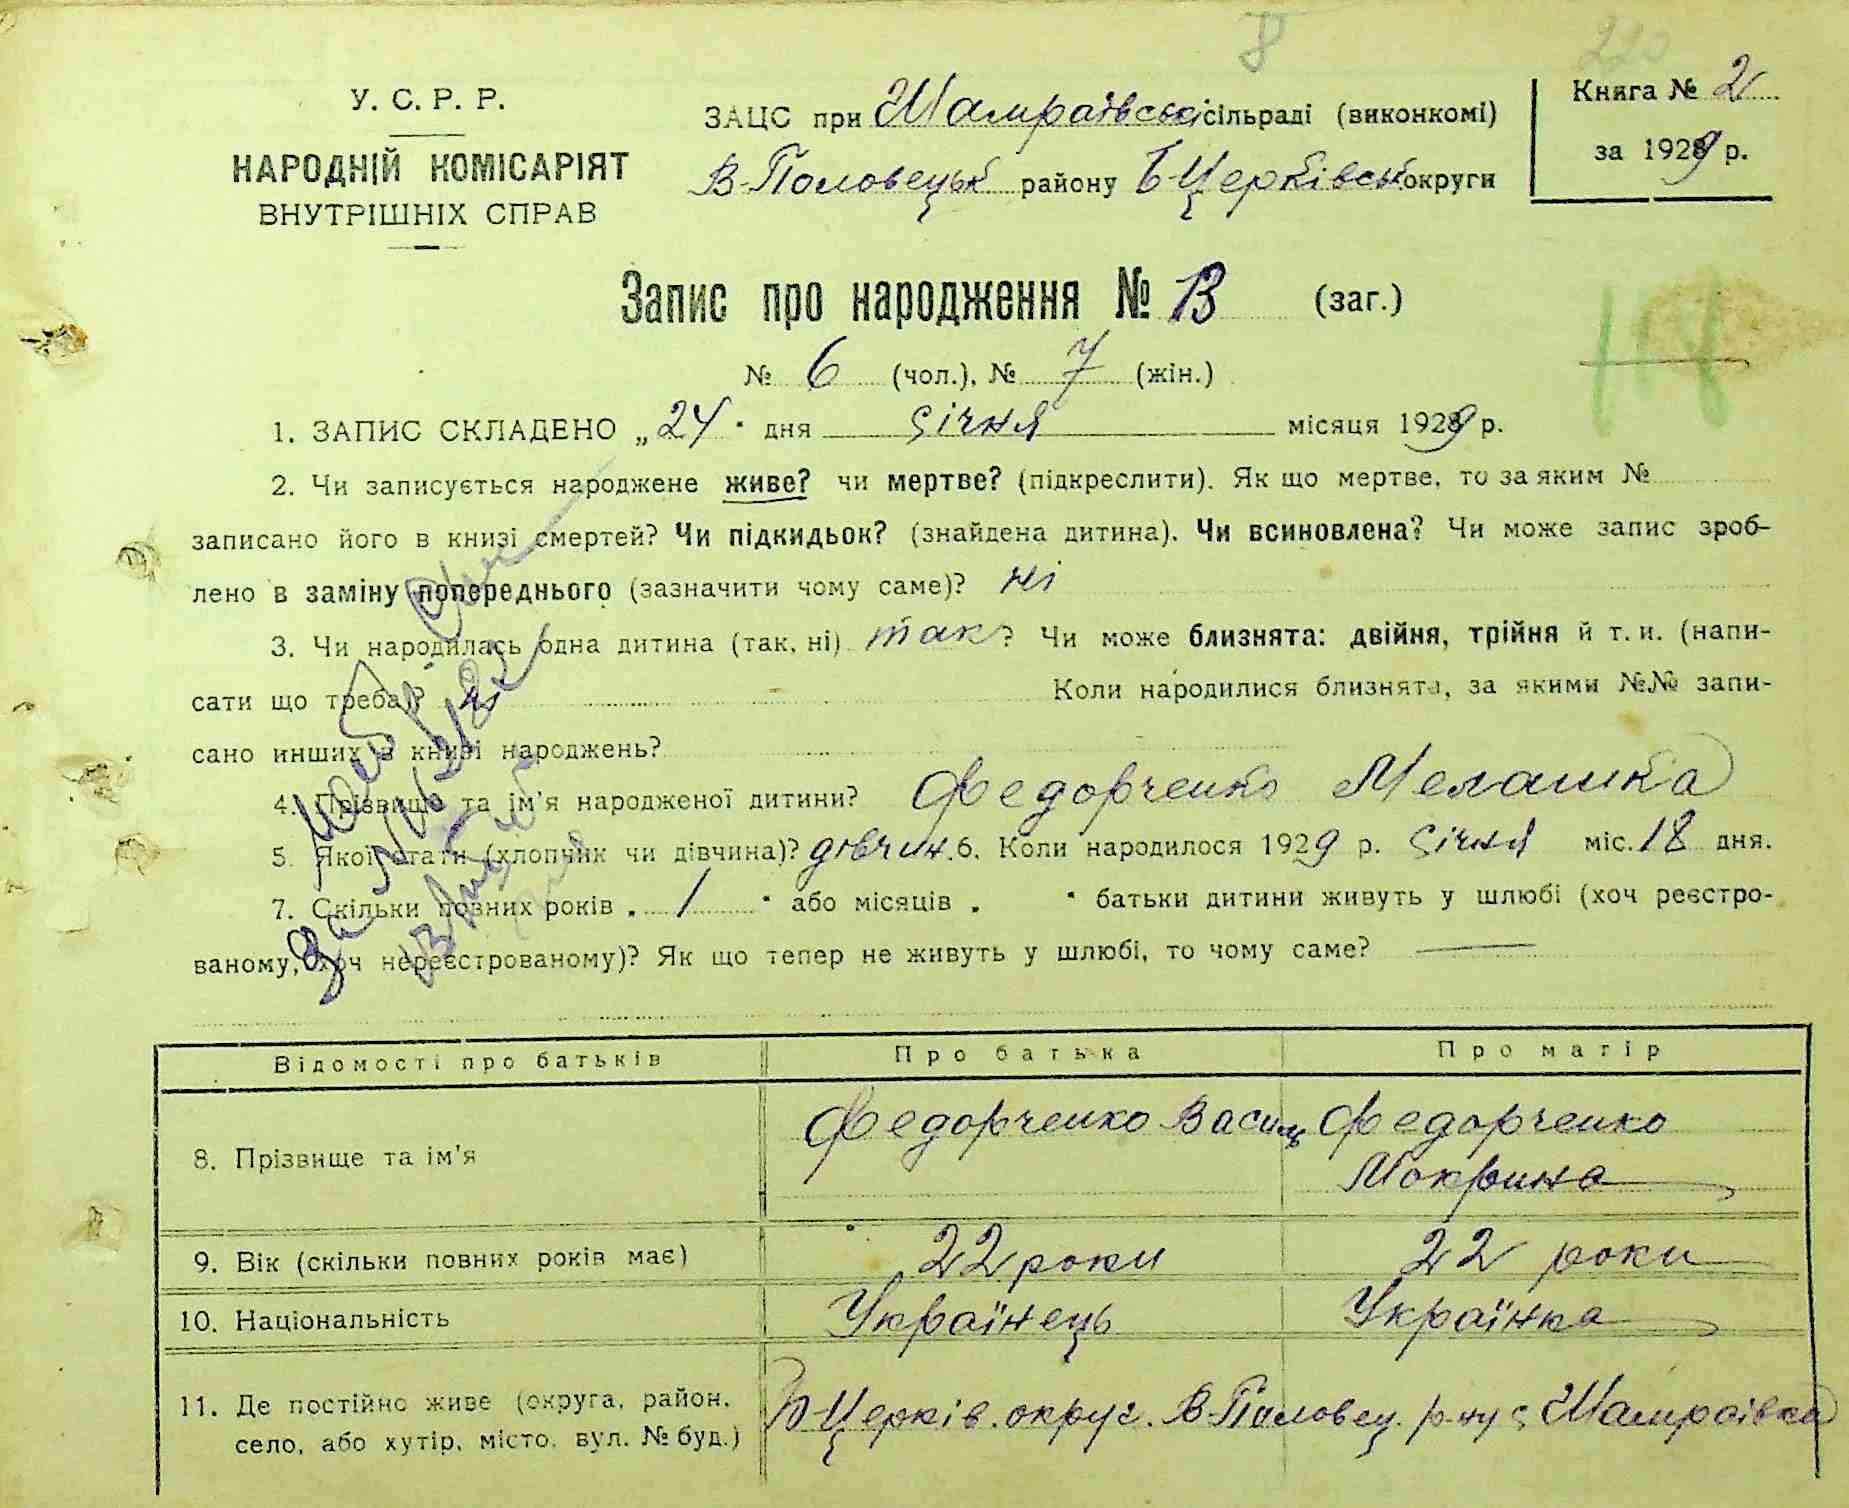 8 220
У. С. Р. Р.
НАРОДНІЙ КОМІСАРІЯТ
ВНУТРІШНІХ СПРАВ
ЗАЦС при Шамраївській сільраді (виконкомі)
В-Половецьк району Б-Церківськ округи
Книга № 2
за 1929 р.
Запис про народження № 13 (заг.)
№ 6 (чол.), № 7 (жін.)
118
1. ЗАПИС СКЛАДЕНО „24" дня січня місяця 1929 р.
2. Чи записується народжене живе? чи мертве? (підкреслити). Як що мертве, то за яким №
записано його в книзі смертей? Чи підкидьок? (знайдена дитина). Чи всиновлена? Чи може запис зроб-
лено в заміну попереднього (зазначити чому саме)? ні
3. Чи народилась одна дитина (так, ні) так? Чи може близнята: двійня, трійня й т. и. (напи-
сати що треба)? ні Коли народилися близнята, за якими №№ запи-
сано инших в книзі народжень?
4. Прізвище та ім'я народженої дитини? Федорченко Мелашка
5. Якої стати (хлопчик чи дівчина)? дівчин. 6. Коли народилося 1929 р. січня міс. 18 дня.
7. Скільки повних років „ 1 " або місяців „ " батьки дитини живуть у шлюбі (хоч реєстро-
ваному, хоч нереєстрованому)? Як що тепер не живуть у шлюбі, то чому саме? —
Відомості про батьків Про батька Про матір
8. Прізвище та ім'я Федорченко Василь Федорченко
Мокрина
9. Вік (скільки повних років має) 22 роки 22 роки
10. Національність Українець Українка
11. Де постійно живе (округа, район, село, або хутір, місто, вул. № буд.) Б-Церків. округ. В-Половец. р-ну с Шамраївка